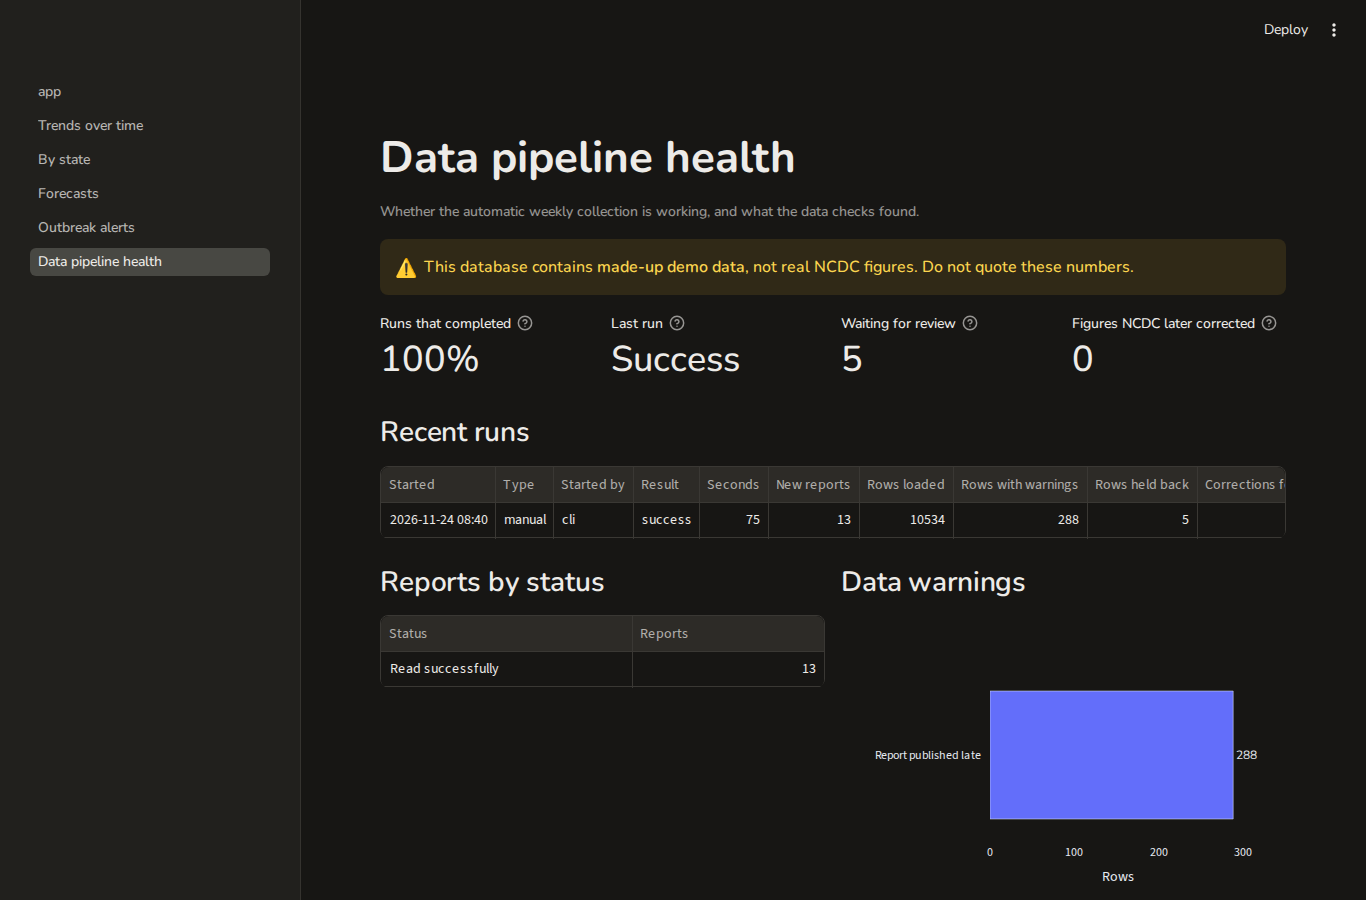 Deploy
app
Trends over time
By state
Forecasts
Outbreak alerts
Data pipeline health
Data pipeline health
Whether the automatic weekly collection is working, and what the data checks found.
This database contains made-up demo data, not real NCDC figures. Do not quote these numbers.
Runs that completed Last run Waiting for review Figures NCDC later corrected
100% Success 5 0
Recent runs
Started Type Started by Result Seconds New reports Rows loaded Rows with warnings Rows held back Corrections f
2026-11-24 08:40 manual cli success 75 13 10534 288 5
Reports by status
Status Reports
Read successfully 13
Data warnings
Report published late 288
0 100 200 300
Rows